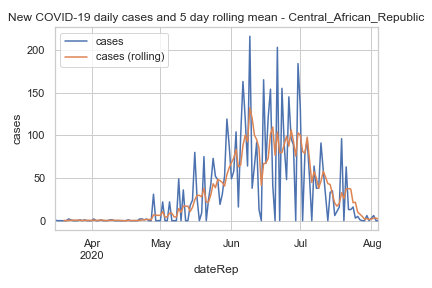 New COVID-19 daily cases and 5 day rolling mean - Central_African_Republic
cases
cases (rolling)
200
150
100
50
0
cases
Apr
2020
May
Jun
Jul
Aug
dateRep